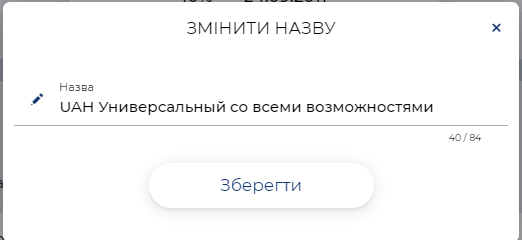 ЗМІНИТИ НАЗВУ
Назва
UAH Универсальный со всеми возможностями
40 / 84
Зберегти